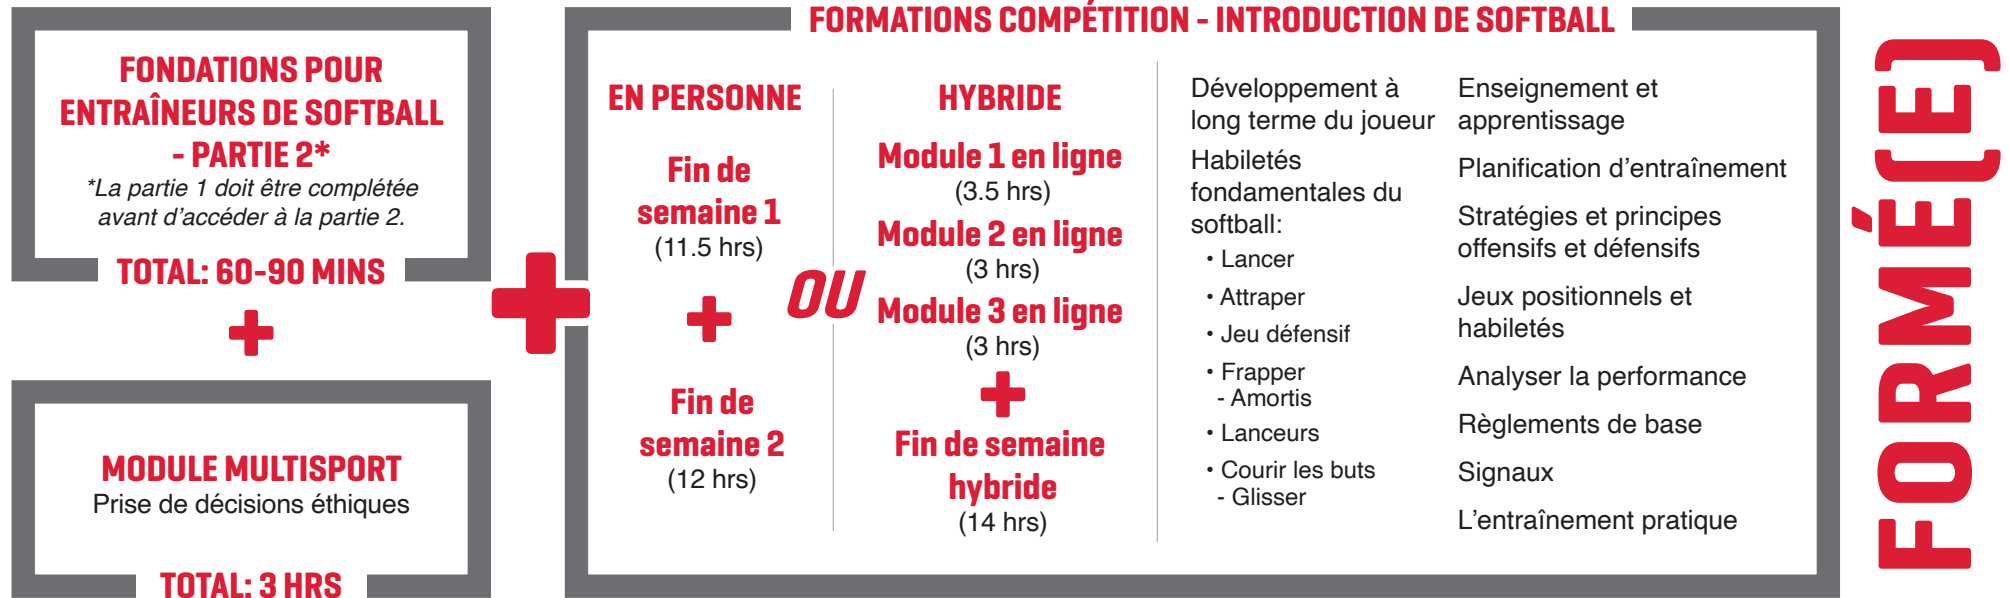 FONDATIONS POUR
ENTRAÎNEURS DE SOFTBALL
- PARTIE 2*
*La partie 1 doit être complétée
avant d'accéder à la partie 2.
TOTAL: 60-90 MINS
+
MODULE MULTISPORT
Prise de décisions éthiques
TOTAL: 3 HRS
+
FORMATIONS COMPÉTITION - INTRODUCTION DE SOFTBALL
EN PERSONNE
Fin de
semaine 1
(11.5 hrs)
+
Fin de
semaine 2
(12 hrs)
OU
HYBRIDE
Module 1 en ligne
(3.5 hrs)
Module 2 en ligne
(3 hrs)
Module 3 en ligne
(3 hrs)
+
Fin de semaine
hybride
(14 hrs)
Développement à
long terme du joueur
Habiletés
fondamentales du
softball:
• Lancer
• Attraper
• Jeu défensif
• Frapper
- Amortis
• Lanceurs
• Courir les buts
- Glisser
Enseignement et
apprentissage
Planification d'entraînement
Stratégies et principes
offensifs et défensifs
Jeux positionnels et
habiletés
Analyser la performance
Règlements de base
Signaux
L'entraînement pratique
FORMÉ(E)